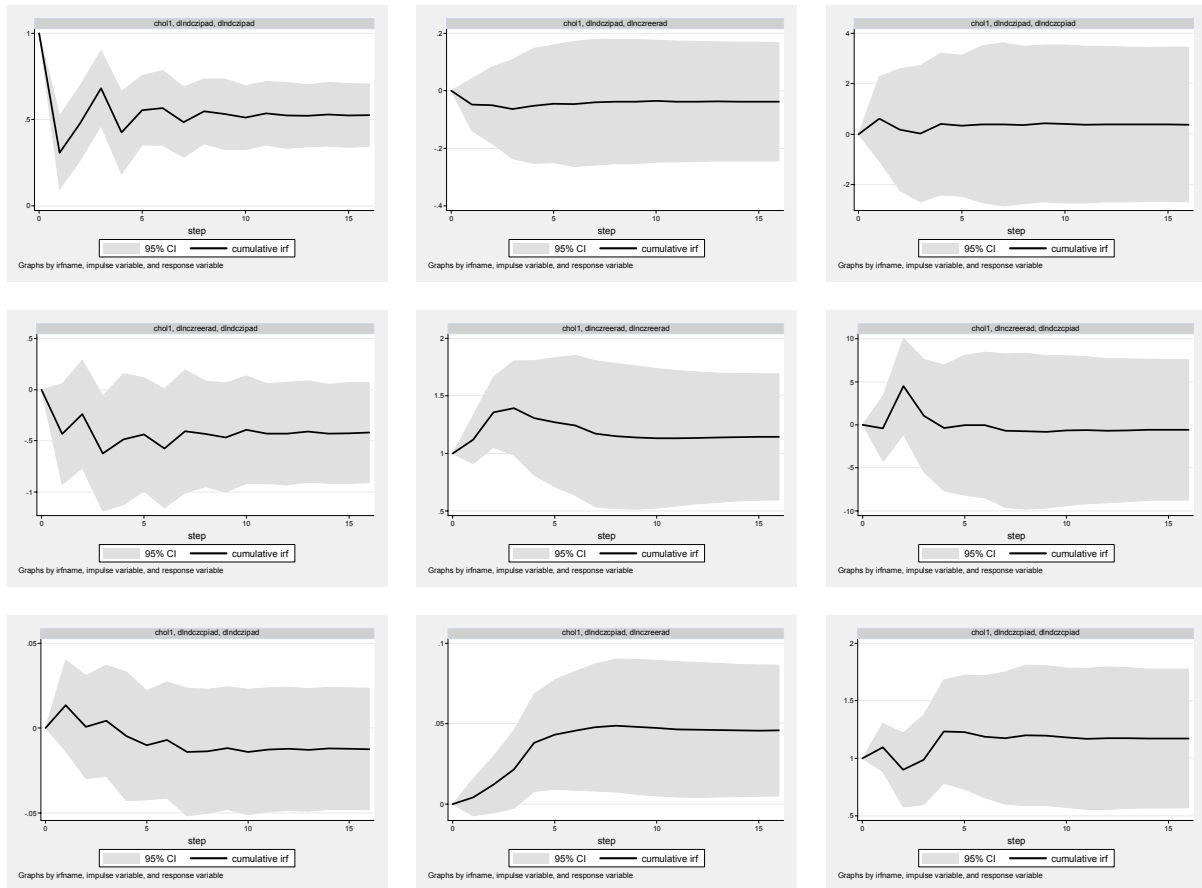 chol1, dlndczipad, dlndczipad
1
.5
0
0 5 10 15
step
95% CI cumulative irf
Graphs by irfname, impulse variable, and response variable
chol1, dlndczipad, dlnczreerad
.2
0
-.2
-.4
0 5 10 15
step
95% CI cumulative irf
Graphs by irfname, impulse variable, and response variable
chol1, dlndczipad, dlndczcpiad
4
2
0
-2
0 5 10 15
step
95% CI cumulative irf
Graphs by irfname, impulse variable, and response variable
chol1, dlnczreerad, dlndczipad
.5
0
-.5
-1
0 5 10 15
step
95% CI cumulative irf
Graphs by irfname, impulse variable, and response variable
chol1, dlnczreerad, dlnczreerad
2
1.5
1
.5
0 5 10 15
step
95% CI cumulative irf
Graphs by irfname, impulse variable, and response variable
chol1, dlnczreerad, dlndczcpiad
10
5
0
-5
-10
0 5 10 15
step
95% CI cumulative irf
Graphs by irfname, impulse variable, and response variable
chol1, dlndczcpiad, dlndczipad
.05
0
-.05
0 5 10 15
step
95% CI cumulative irf
Graphs by irfname, impulse variable, and response variable
chol1, dlndczcpiad, dlnczreerad
.1
.05
0
0 5 10 15
step
95% CI cumulative irf
Graphs by irfname, impulse variable, and response variable
chol1, dlndczcpiad, dlndczcpiad
2
1.5
1
.5
0 5 10 15
step
95% CI cumulative irf
Graphs by irfname, impulse variable, and response variable